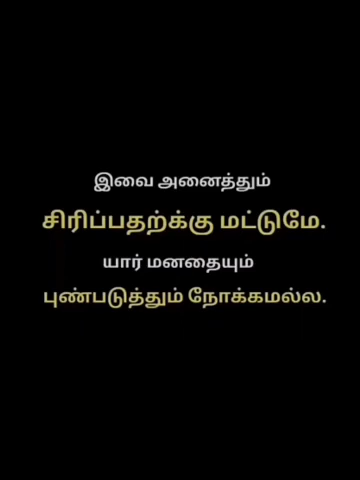 இவை அனைத்தும்
சிரிப்பதற்க்கு மட்டுமே.
யார் மனதையும்
புண்படுத்தும் நோக்கமல்ல.